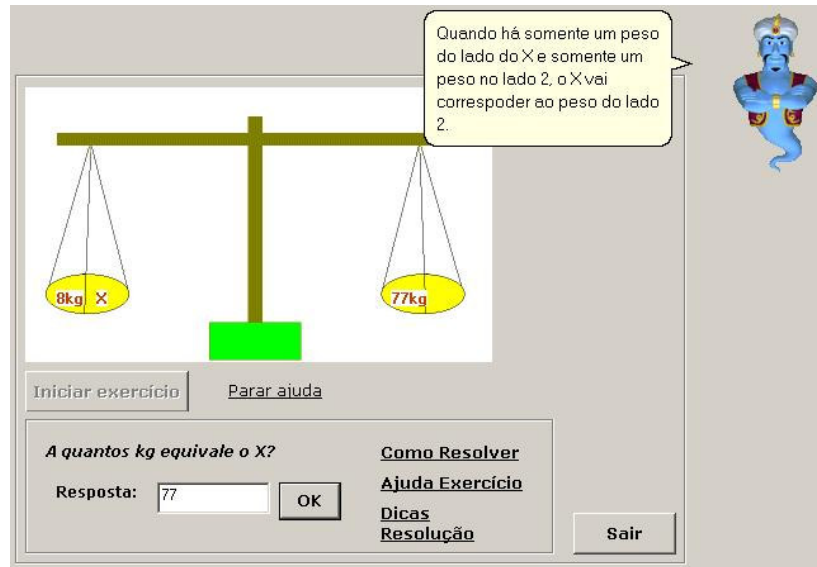 Quando há somente um peso
do lado do X e somente um
peso no lado 2, o X vai
correspoder ao peso do lado
2.
8kg X
77kg
Iniciar exercício
Parar ajuda
A quantos kg equivale o X?
Resposta:
77
OK
Como Resolver
Ajuda Exercício
Dicas
Resolução
Sair